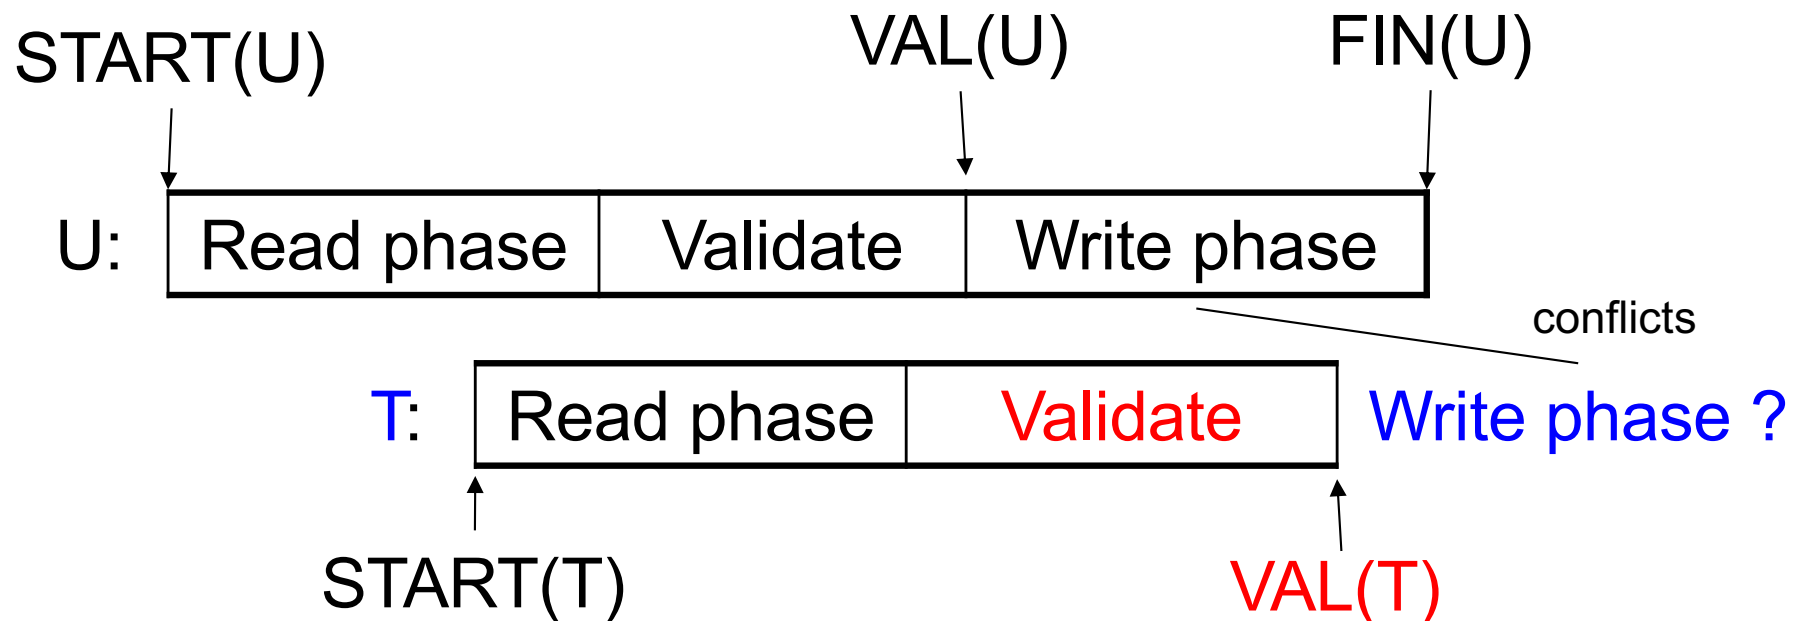 START(U) VAL(U) FIN(U)
U: Read phase Validate Write phase
conflicts
T: Read phase Validate Write phase ?
START(T) VAL(T)